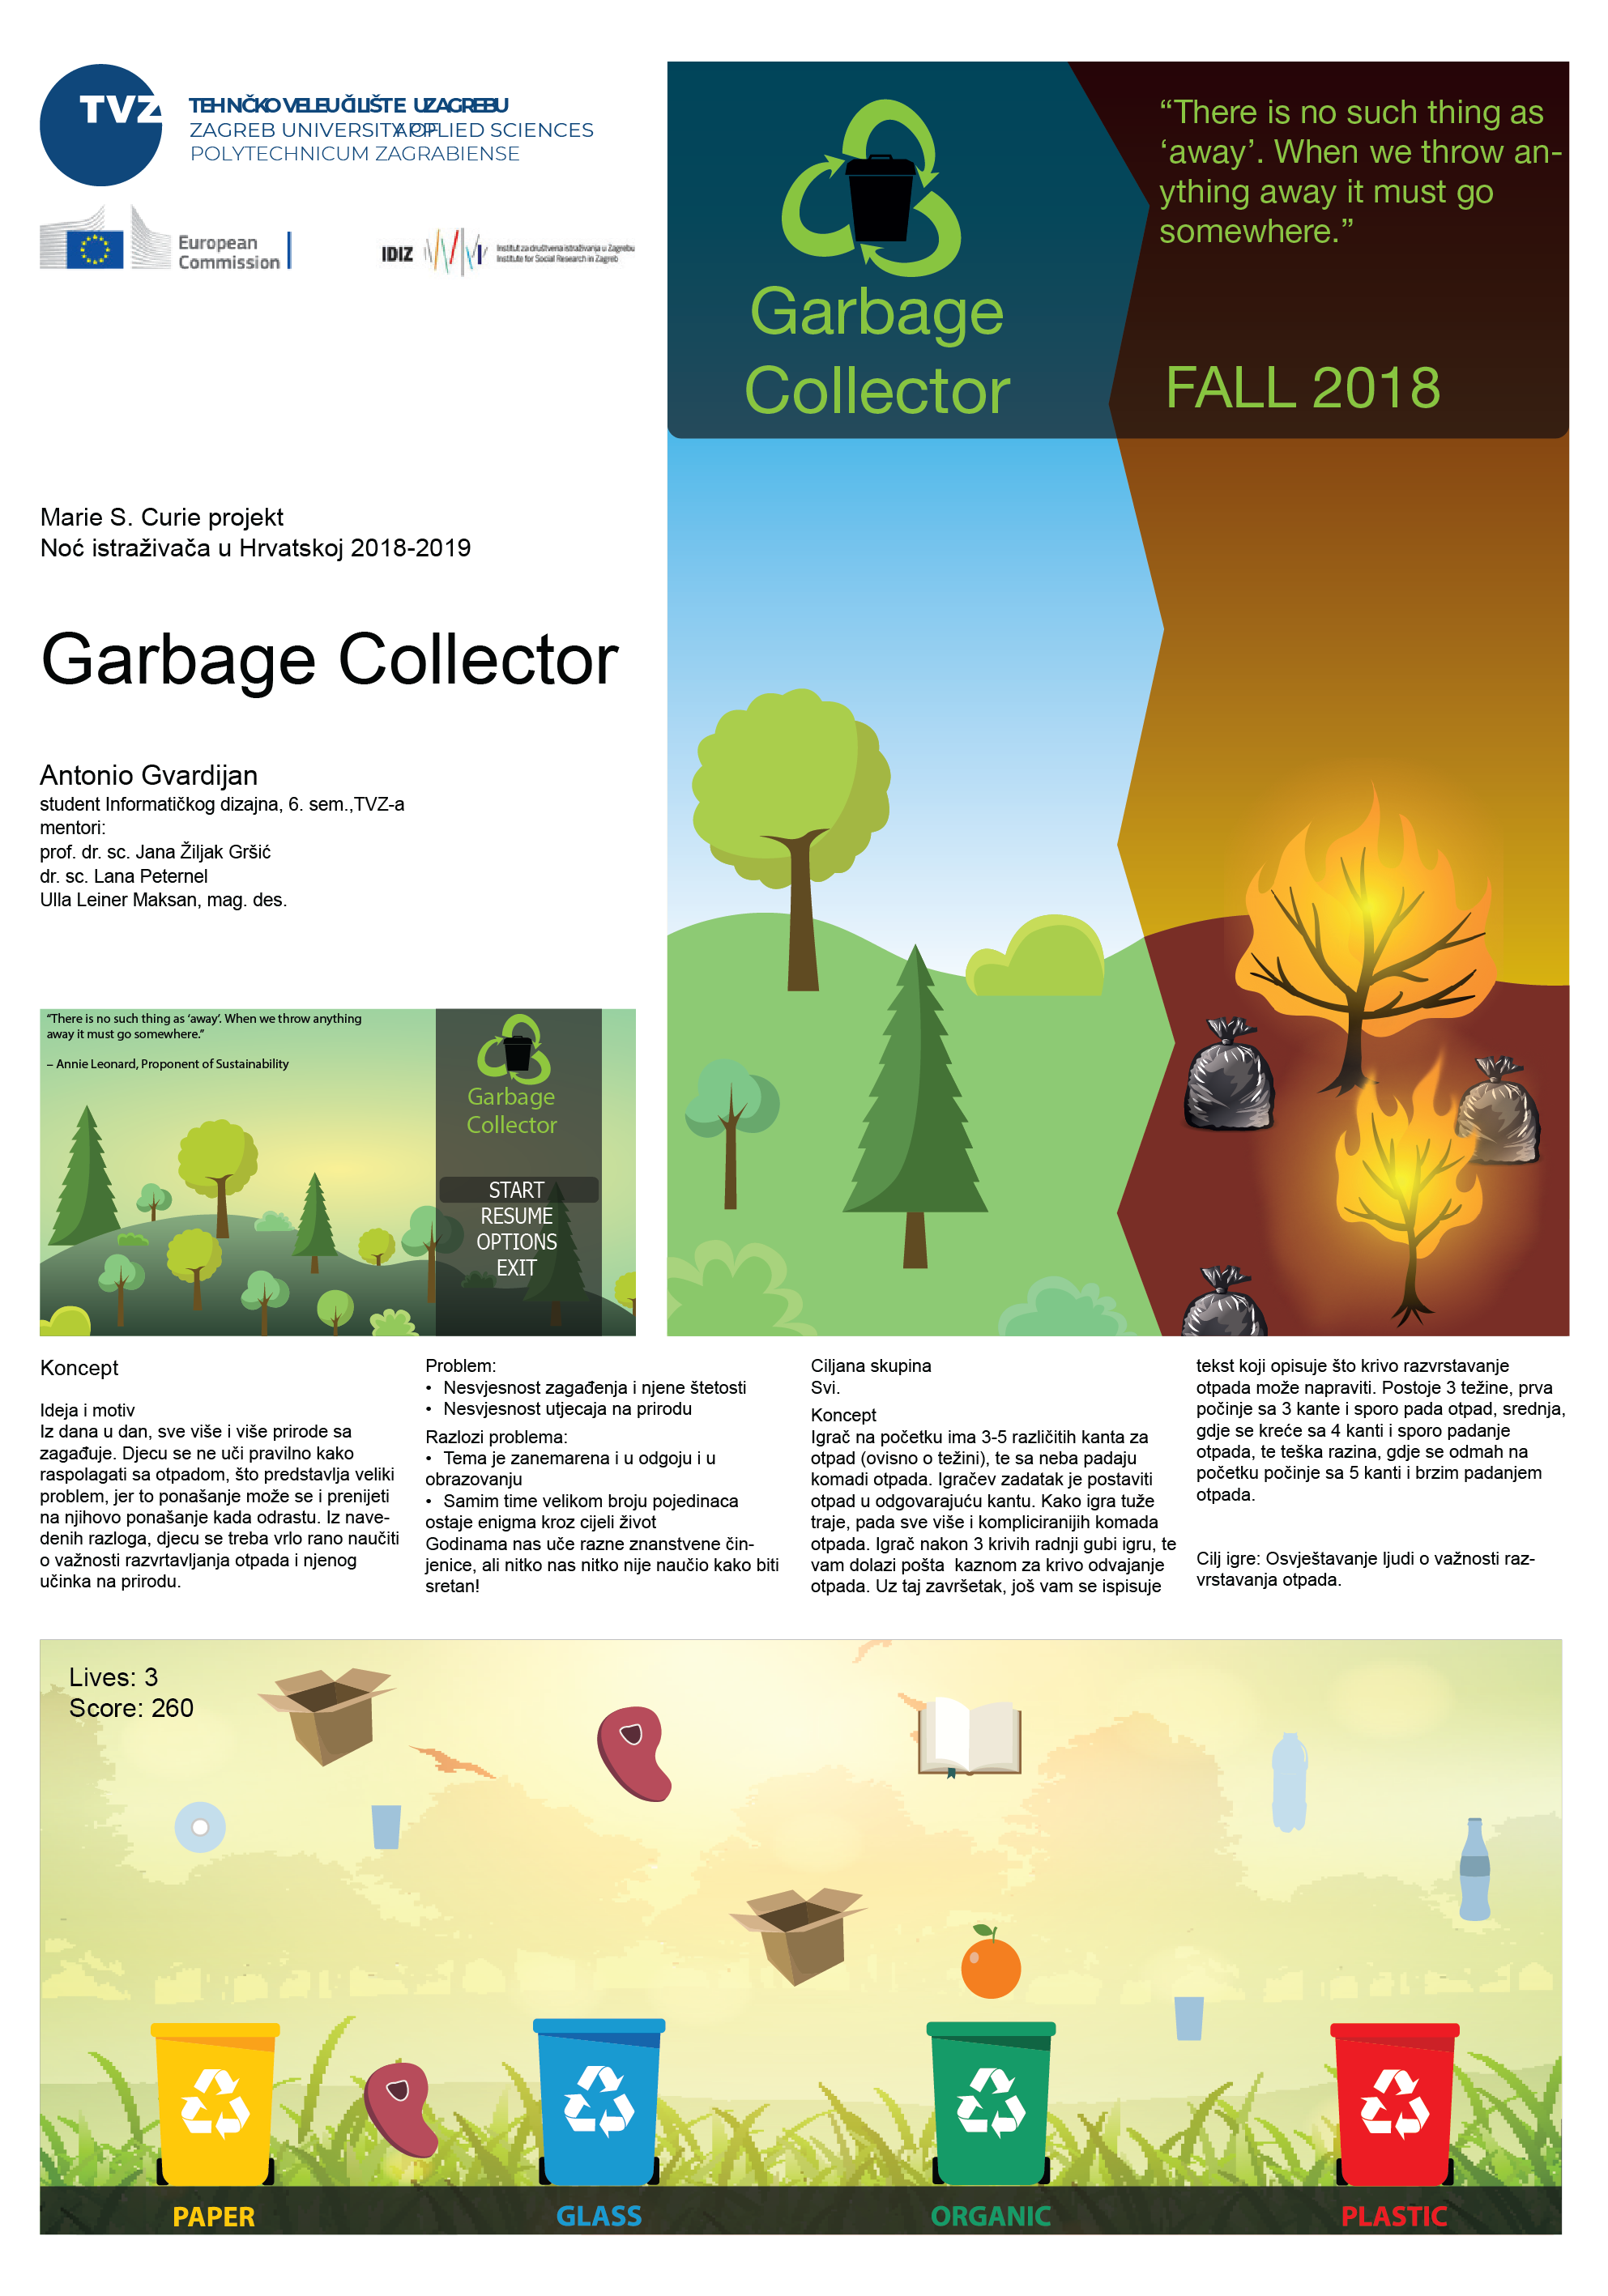 TVZ
TEHNIČKO VELEUČILIŠTE U ZAGREBU
ZAGREB UNIVERSITY OF APPLIED SCIENCES
POLYTECHNICUM ZAGRABIENSE
European
Commission
IDIZ
Institut za društvena istraživanja u Zagrebu
Institute for Social Research in Zagreb
Marie S. Curie projekt
Noć istraživača u Hrvatskoj 2018-2019
Garbage Collector
Antonio Gvardijan
student Informatičkog dizajna, 6. sem.,TVZ-a
mentori:
prof. dr. sc. Jana Žiljak Gršić
dr. sc. Lana Peternel
Ulla Leiner Maksan, mag. des.
Garbage
Collector
“There is no such thing as
‘away’. When we throw an-
ything away it must go
somewhere.”
FALL 2018
“There is no such thing as ‘away’. When we throw anything
away it must go somewhere.”
– Annie Leonard, Proponent of Sustainability
Garbage
Collector
START
RESUME
OPTIONS
EXIT
Koncept
Ideja i motiv
Iz dana u dan, sve više i više prirode sa
zagađuje. Djecu se ne uči pravilno kako
raspolagati sa otpadom, što predstavlja veliki
problem, jer to ponašanje može se i prenijeti
na njihovo ponašanje kada odrastu. Iz nave-
denih razloga, djecu se treba vrlo rano naučiti
o važnosti razvrtavljanja otpada i njenog
učinka na prirodu.
Problem:
• Nesvjesnost zagađenja i njene štetosti
• Nesvjesnost utjecaja na prirodu
Razlozi problema:
• Tema je zanemarena i u odgoju i u
obrazovanju
• Samim time velikom broju pojedinaca
ostaje enigma kroz cijeli život
Godinama nas uče razne znanstvene čin-
jenice, ali nitko nas nitko nije naučio kako biti
sretan!
Ciljana skupina
Svi.
Koncept
Igrač na početku ima 3-5 različitih kanta za
otpad (ovisno o težini), te sa neba padaju
komadi otpada. Igračev zadatak je postaviti
otpad u odgovarajuću kantu. Kako igra tuže
traje, pada sve više i kompliciranijih komada
otpada. Igrač nakon 3 krivih radnji gubi igru, te
vam dolazi pošta  kaznom za krivo odvajanje
otpada. Uz taj završetak, još vam se ispisuje
tekst koji opisuje što krivo razvrstavanje
otpada može napraviti. Postoje 3 težine, prva
počinje sa 3 kante i sporo pada otpad, srednja,
gdje se kreće sa 4 kanti i sporo padanje
otpada, te teška razina, gdje se odmah na
početku počinje sa 5 kanti i brzim padanjem
otpada.
Cilj igre: Osvještavanje ljudi o važnosti raz-
vrstavanja otpada.
Lives: 3
Score: 260
PAPER
GLASS
ORGANIC
PLASTIC